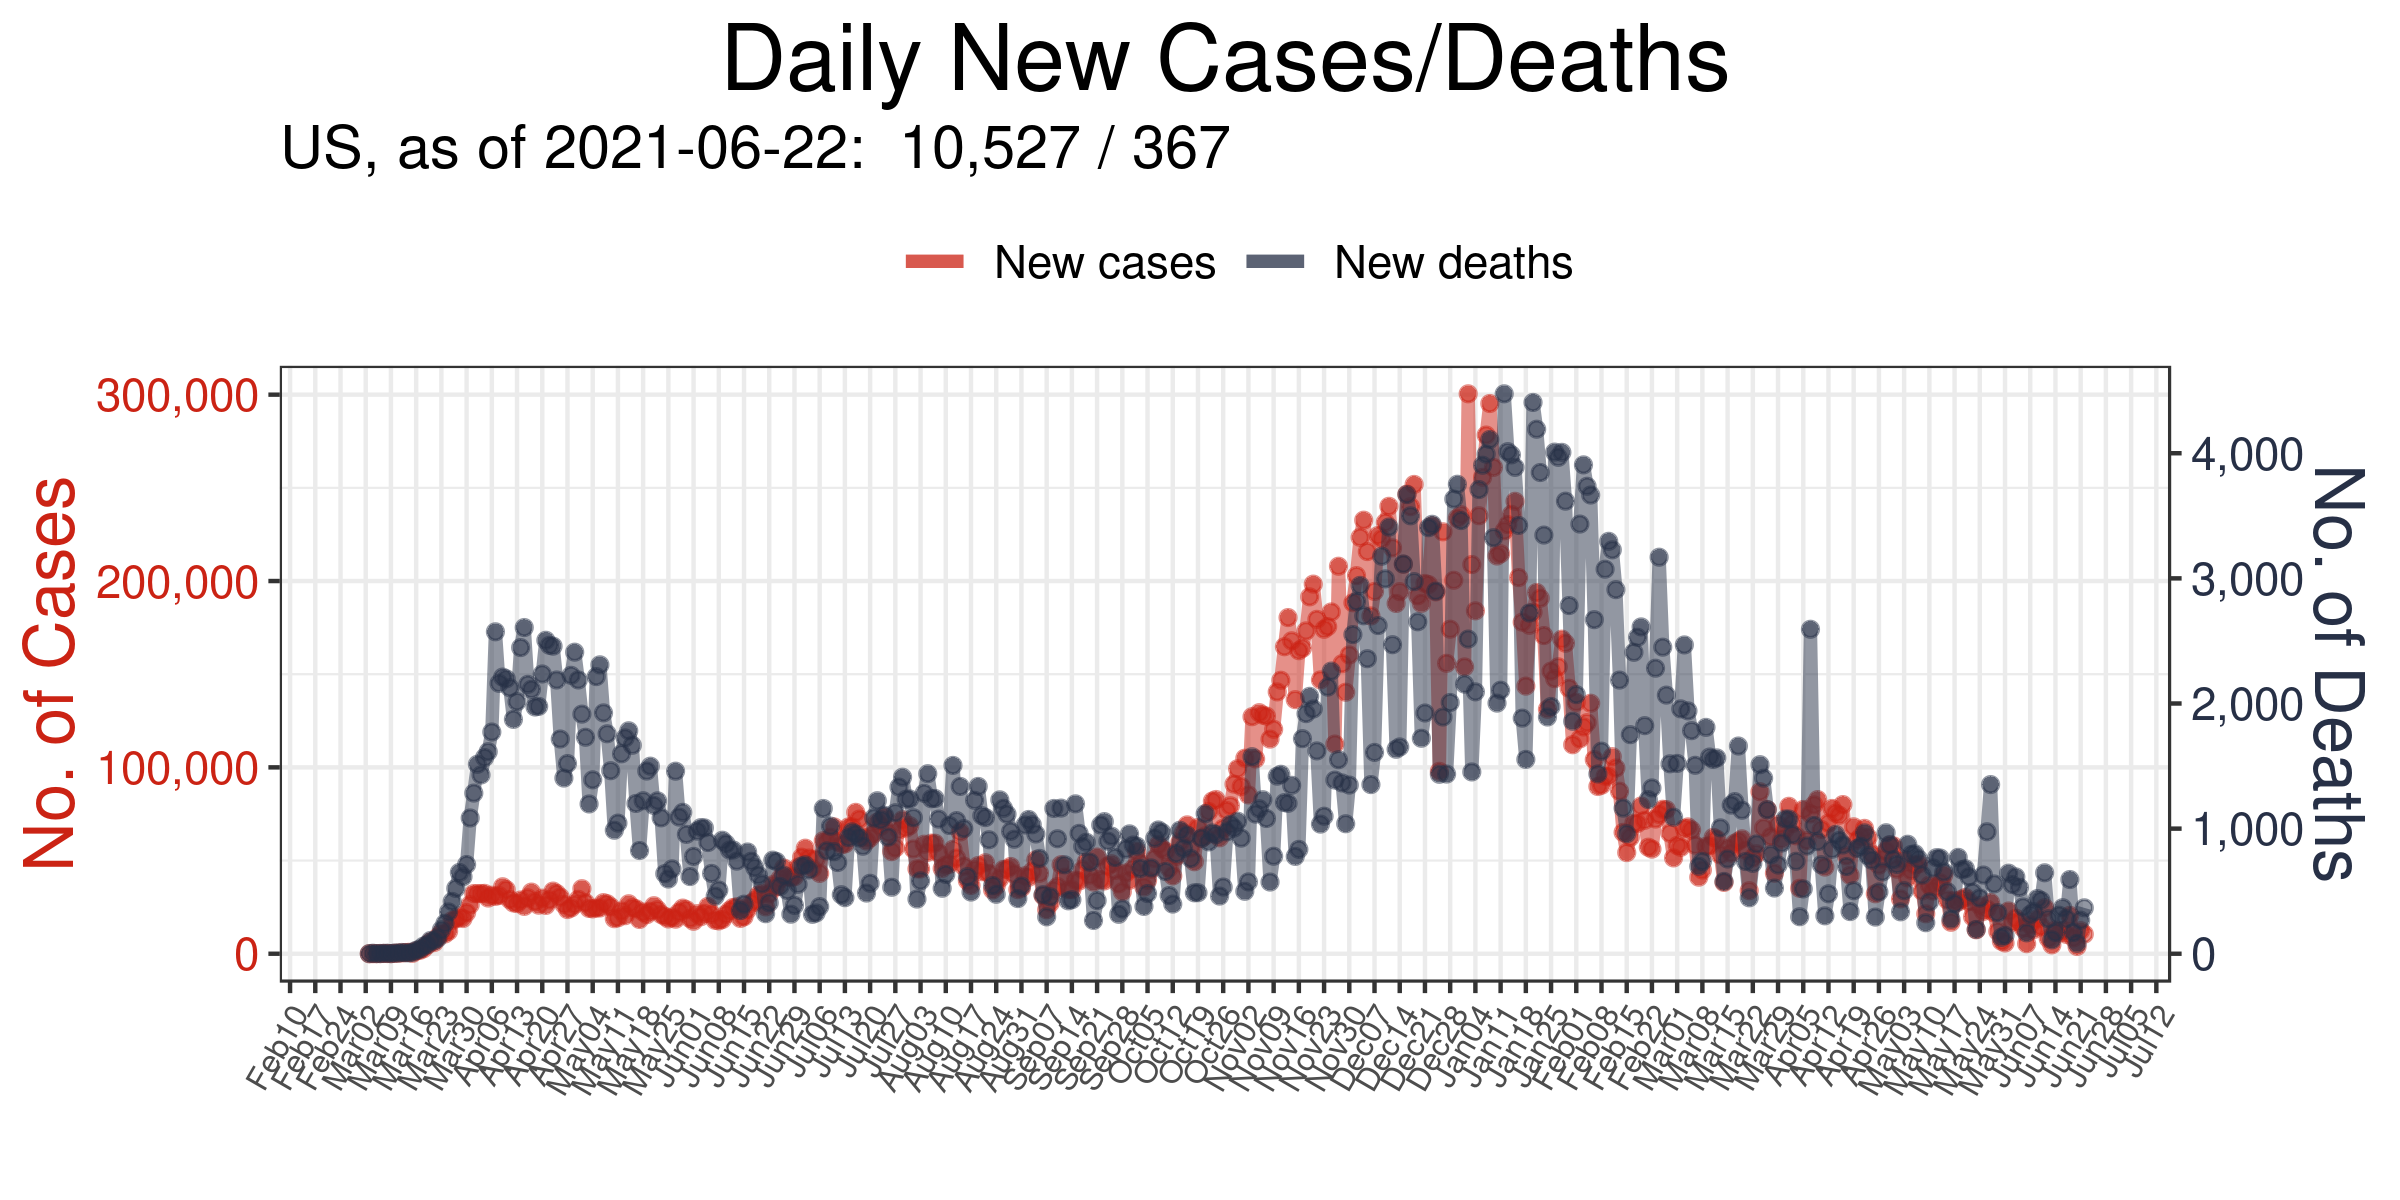 Daily New Cases/Deaths
US, as of 2021-06-22: 10,527 / 367
New cases New deaths
No. of Cases
300,000
200,000
100,000
0
4,000
3,000
2,000
1,000
0
No. of Deaths
Feb10 Feb17 Feb24 Mar02 Mar09 Mar16 Mar23 Mar30 Apr06 Apr13 Apr20 Apr27 May04 May11 May18 May25 Jun01 Jun08 Jun15 Jun22 Jun29 Jul06 Jul13 Jul20 Jul27 Aug03 Aug10 Aug17 Aug24 Aug31 Sep07 Sep14 Sep21 Sep28 Oct05 Oct12 Oct19 Oct26 Nov02 Nov09 Nov16 Nov23 Nov30 Dec07 Dec14 Dec21 Dec28 Jan04 Jan11 Jan18 Jan25 Feb01 Feb08 Feb15 Feb22 Mar01 Mar08 Mar15 Mar22 Mar29 Apr05 Apr12 Apr19 Apr26 May03 May10 May17 May24 May31 Jun07 Jun14 Jun21 Jun28 Jul05 Jul12